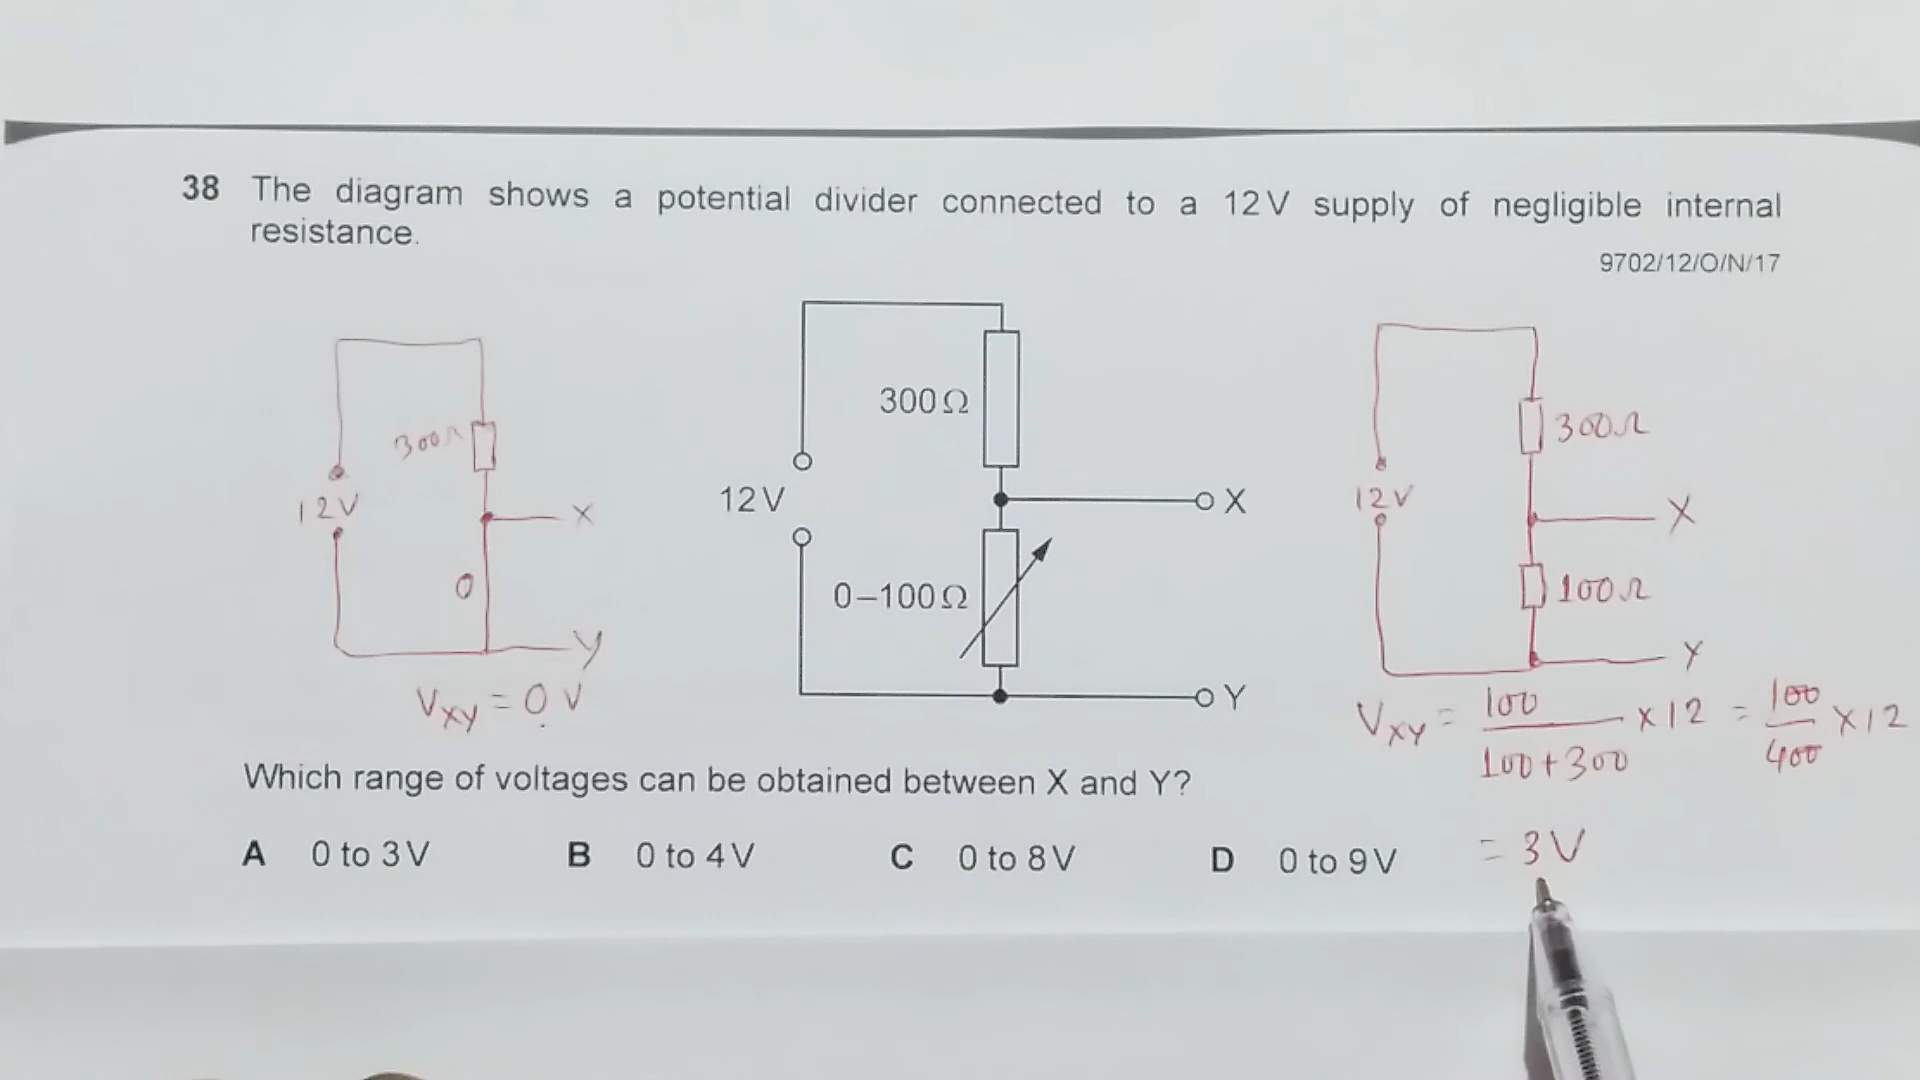 38 The diagram shows a potential divider connected to a 12 V supply of negligible internal
resistance.
9702/12/O/N/17
300Ω
12V
X
0
Y
V_XY = 0 V
300Ω
12 V
X
0–100Ω
Y
300Ω
12V
X
100Ω
Y
V_XY = 100/(100+300) × 12 = 100/400 × 12
Which range of voltages can be obtained between X and Y?
= 3V
A 0 to 3 V B 0 to 4 V C 0 to 8 V D 0 to 9 V